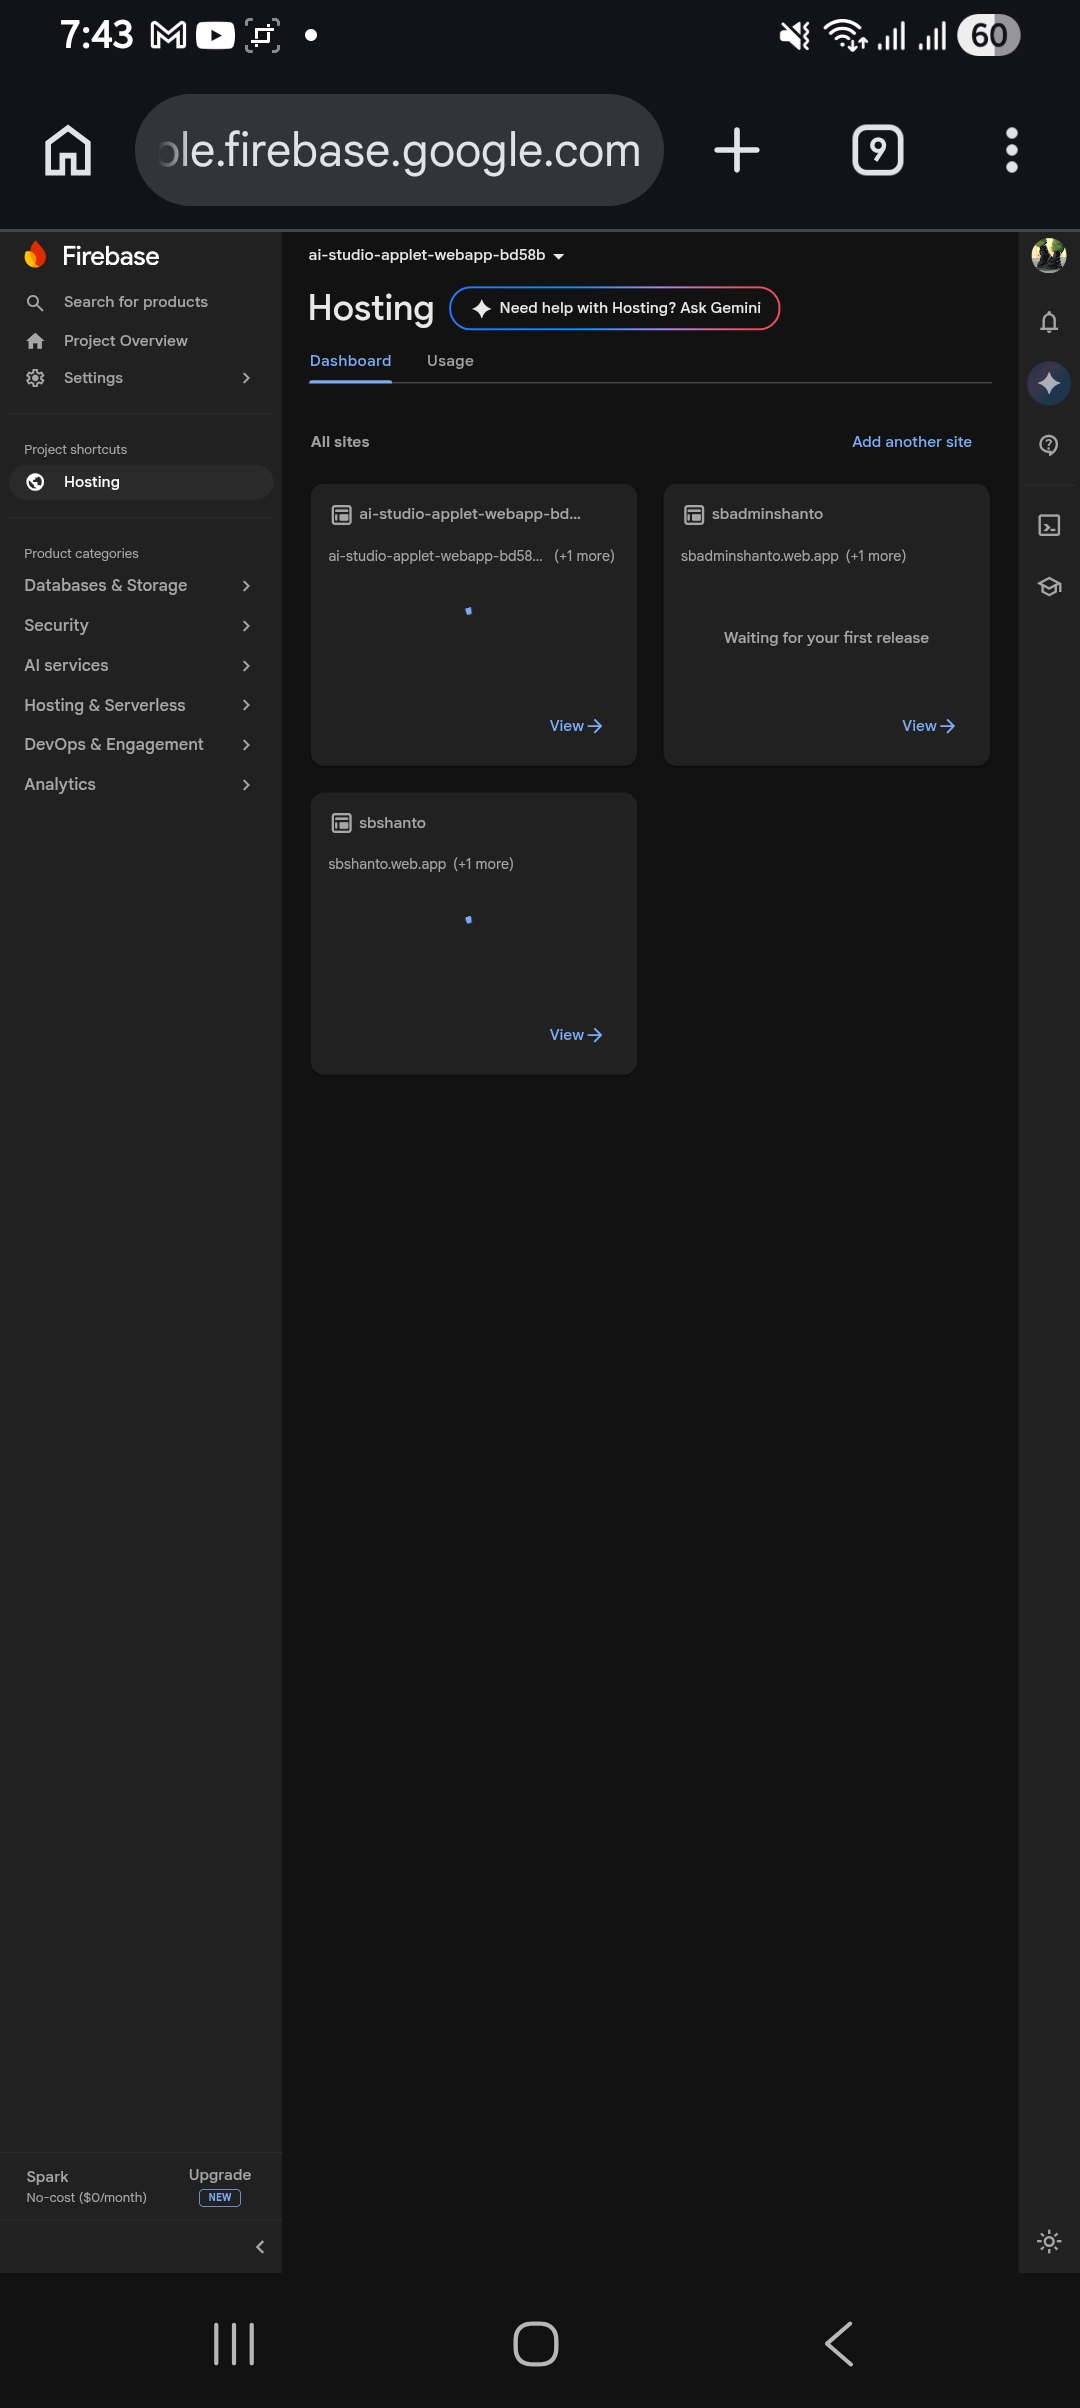 7:43
60
ole.firebase.google.com
9
Firebase
Search for products
Project Overview
Settings
Project shortcuts
Hosting
Product categories
Databases & Storage
Security
AI services
Hosting & Serverless
DevOps & Engagement
Analytics
Spark
No-cost ($0/month)
Upgrade
NEW
ai-studio-applet-webapp-bd58b
Hosting
Need help with Hosting? Ask Gemini
Dashboard
Usage
All sites
Add another site
ai-studio-applet-webapp-bd...
ai-studio-applet-webapp-bd58... (+1 more)
View
sbadminshanto
sbadminshanto.web.app (+1 more)
Waiting for your first release
View
sbshanto
sbshanto.web.app (+1 more)
View